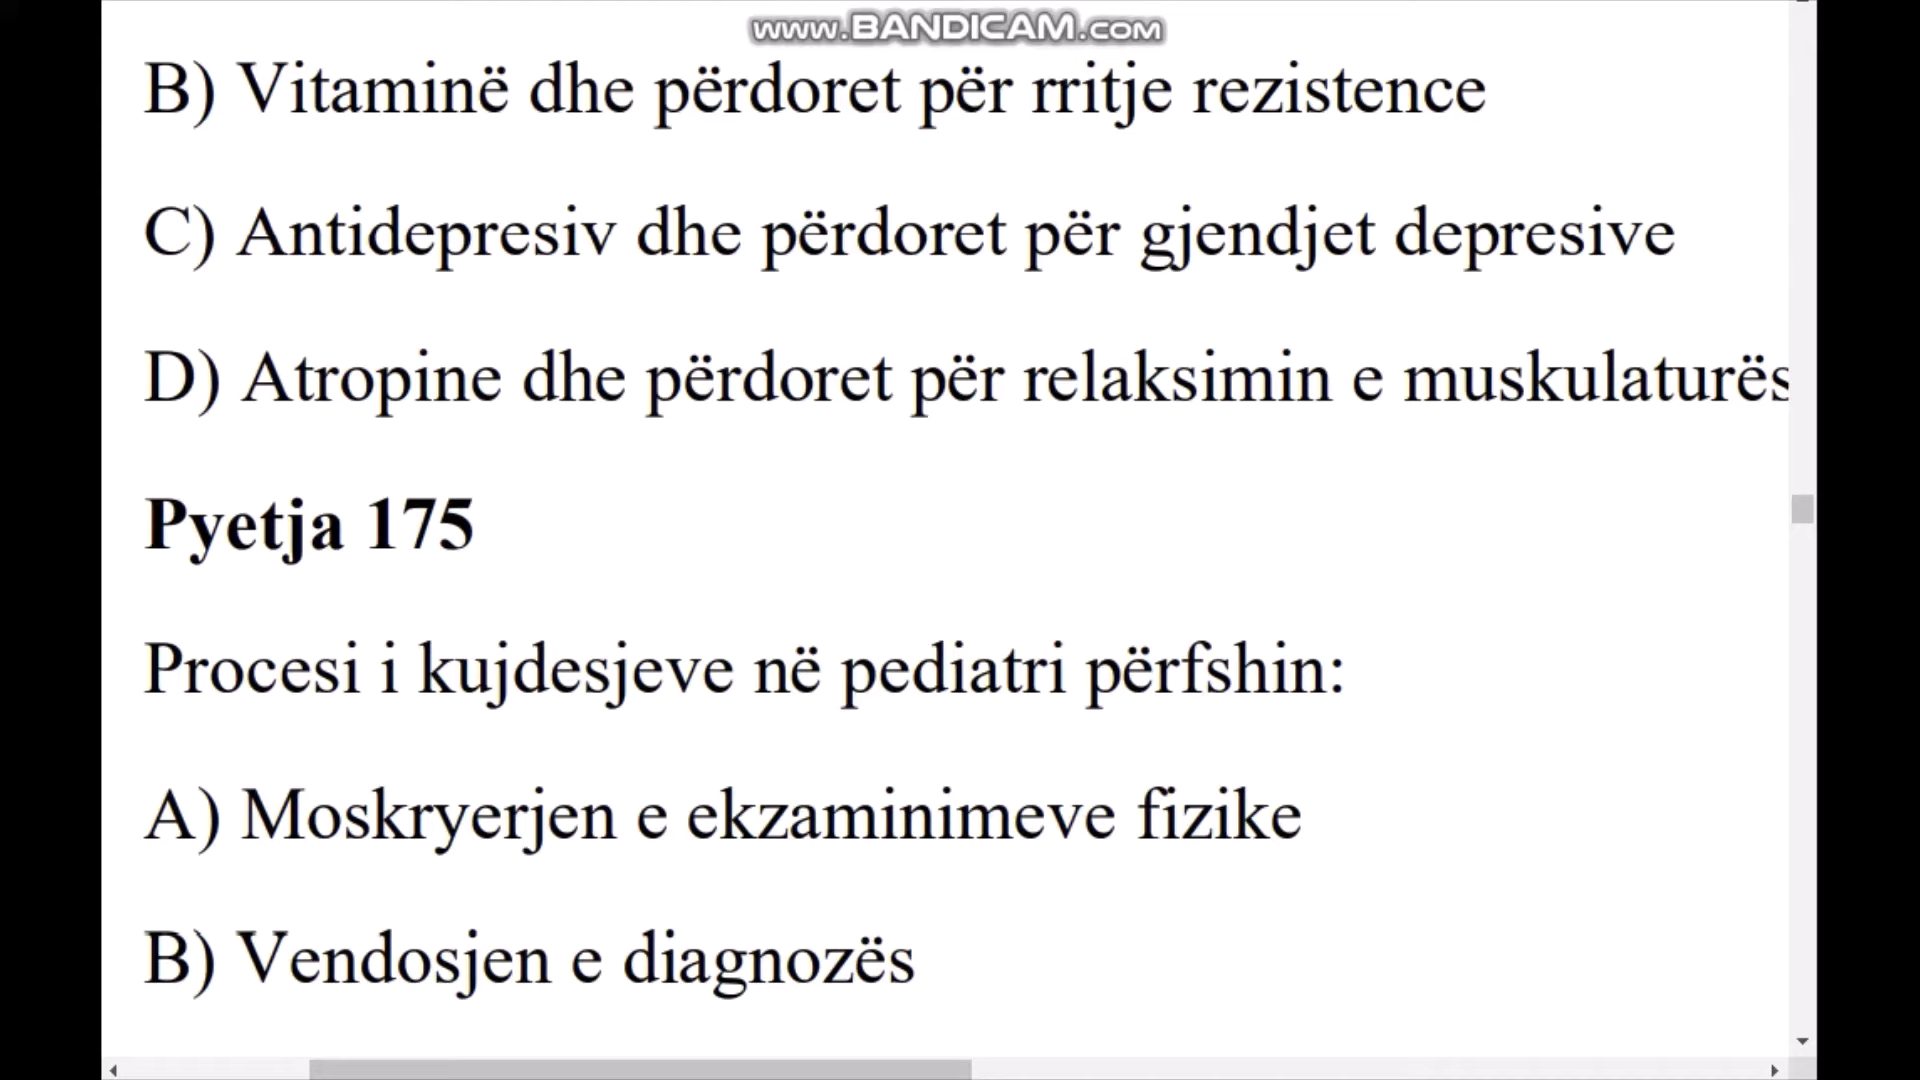 www.BANDICAM.com
B) Vitaminë dhe përdoret për rritje rezistence
C) Antidepresiv dhe përdoret për gjendjet depresive
D) Atropine dhe përdoret për relaksimin e muskulaturës
Pyetja 175
Procesi i kujdesjeve në pediatri përfshin:
A) Moskryerjen e ekzaminimeve fizike
B) Vendosjen e diagnozës